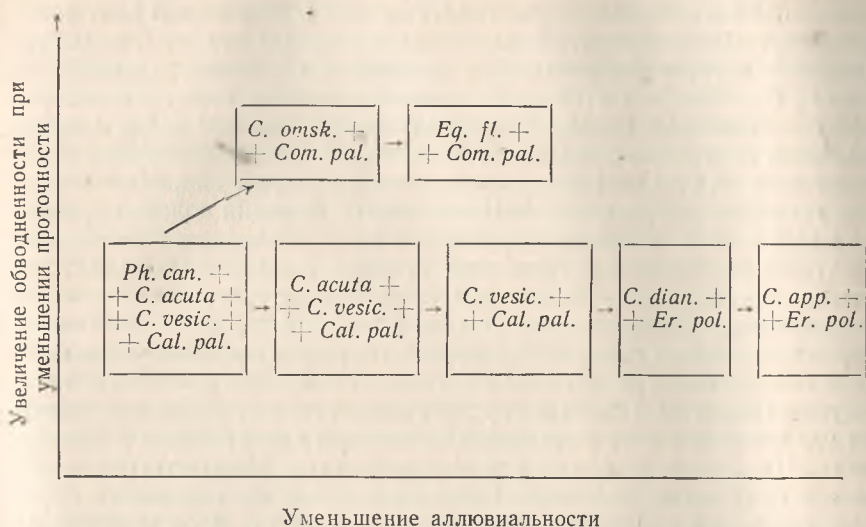 Увеличение обводненности при
уменьшении проточности
C. omsk. +
+ Com. pal.
Eq. fl. +
+ Com. pal.
Ph. can. +
+ C. acuta +
+ C. vesic. +
+ Cal. pal.
C. acuta +
+ C. vesic. +
+ Cal. pal.
C. vesic. +
+ Cal. pal.
C. dian. +
+ Er. pol.
C. app. +
+ Er. pol.
Уменьшение аллювиальности